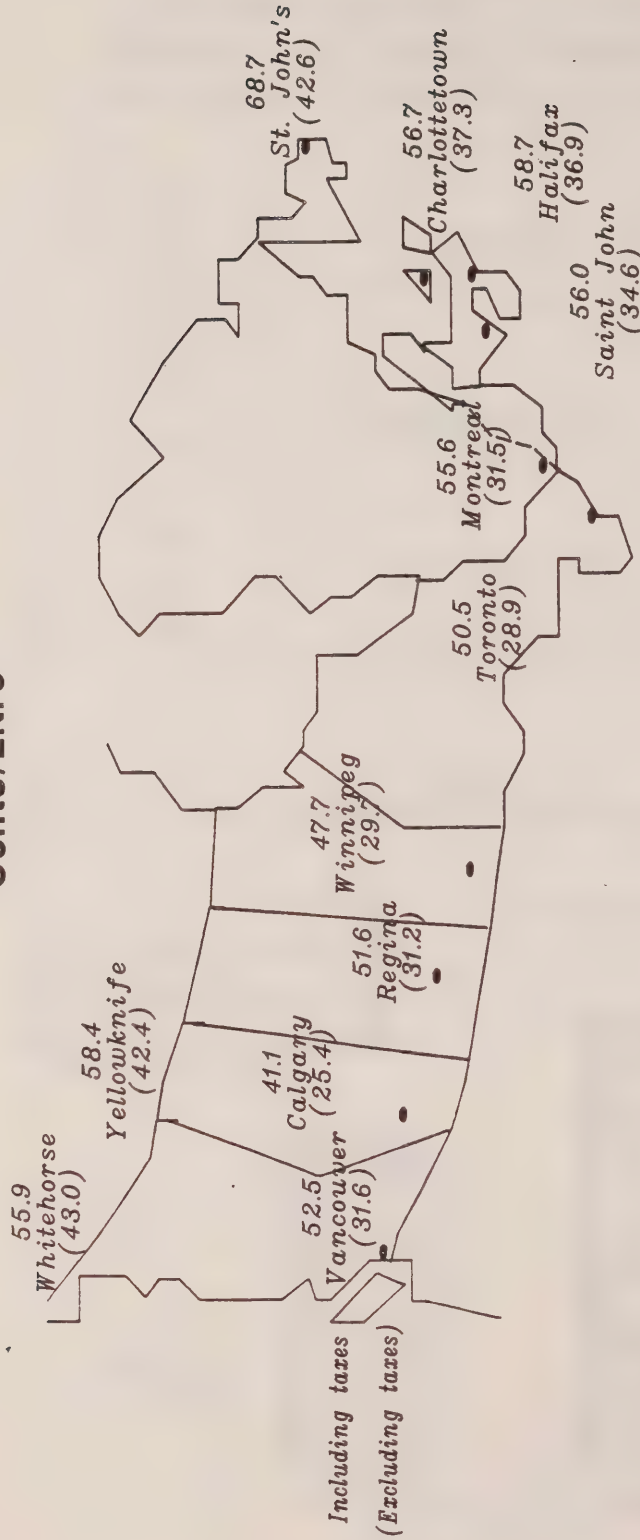 55.9
Whitehorse
(43.0)
58.4
Yellowknife
(42.4)
52.5
Vancouver
(31.6)
41.1
Calgary
(25.4)
51.6
Regina
(31.2)
47.7
Winnipeg
(29.7)
50.5
Toronto
(28.9)
55.6
Montreal
(31.5)
68.7
St. John's
(42.6)
56.7
Charlottetown
(37.3)
58.7
Halifax
(36.9)
56.0
Saint John
(34.6)
Including taxes
(Excluding taxes)